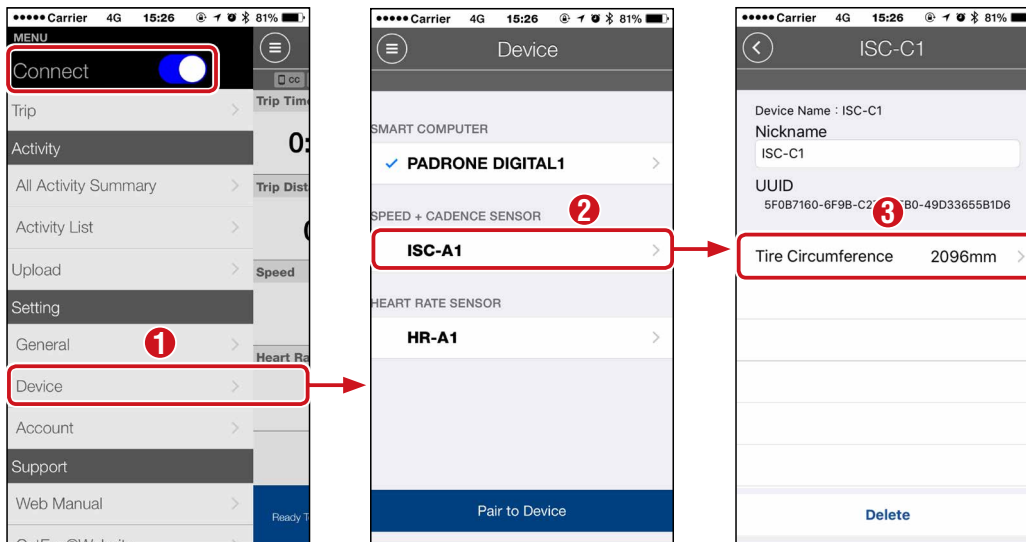 Carrier 4G 15:26 81%
MENU
Connect
Trip
Activity
All Activity Summary
Activity List
Upload
Setting
General
1
Device
Account
Support
Web Manual
CC
Trip Time
0:
Trip Dist
Speed
Heart Ra
Ready T
Carrier 4G 15:26 81%
Device
SMART COMPUTER
PADRONE DIGITAL1
SPEED + CADENCE SENSOR
2
ISC-A1
HEART RATE SENSOR
HR-A1
Pair to Device
Carrier 4G 15:26 81%
ISC-C1
Device Name : ISC-C1
Nickname
ISC-C1
UUID
3
Tire Circumference 2096mm
Delete